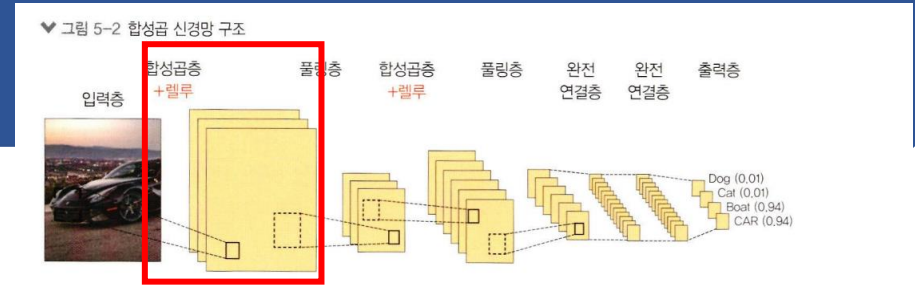 그림 5-2 합성곱 신경망 구조
합성곱층 풀링층 합성곱층 풀링층 완전 완전 출력층
입력층 +렐루 +렐루 연결층 연결층
Dog (0,01)
Cat (0,01)
Boat (0,94)
CAR (0,94)